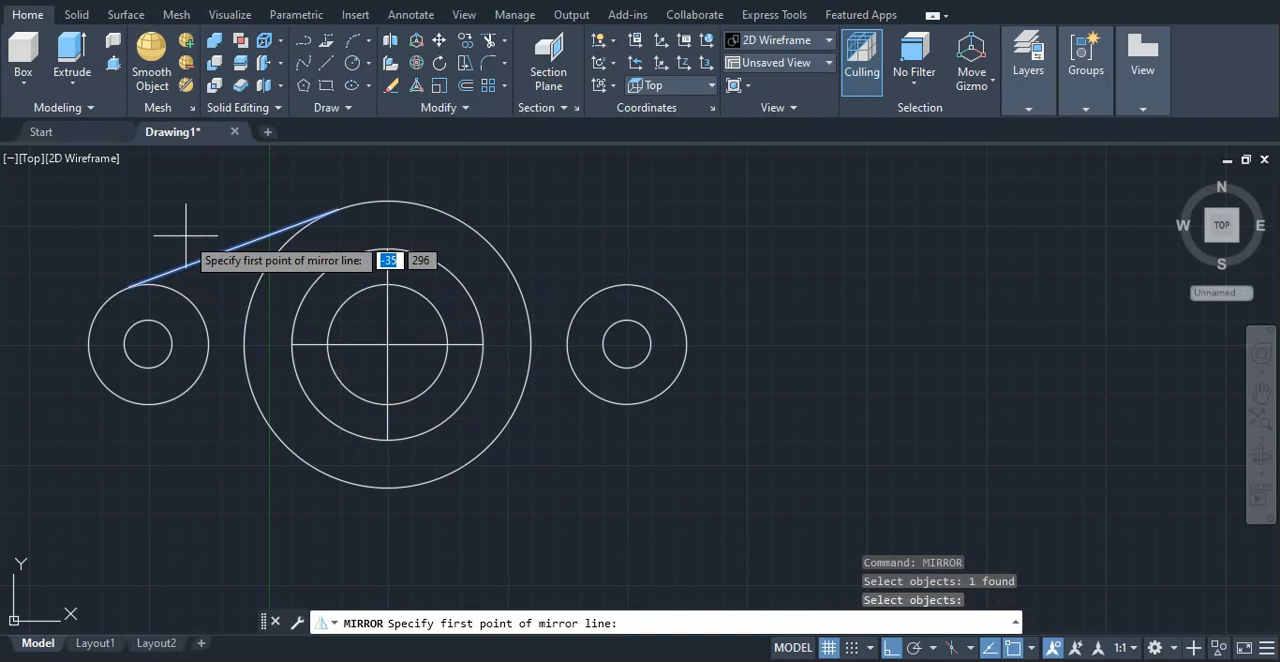 Home Solid Surface Mesh Visualize Parametric Insert Annotate View Manage Output Add-ins Collaborate Express Tools Featured Apps
Box Extrude Smooth Object Section Plane 2D Wireframe Unsaved View Top Culling No Filter Move Gizmo Layers Groups View
Modeling Mesh Solid Editing Draw Modify Section Coordinates View Selection
Start Drawing1*
[−][Top][2D Wireframe]
N
W TOP E
S
Unnamed
Specify first point of mirror line: -35 296
Command: MIRROR
Select objects: 1 found
Select objects:
Y
X
MIRROR Specify first point of mirror line:
Model Layout1 Layout2 MODEL 1:1